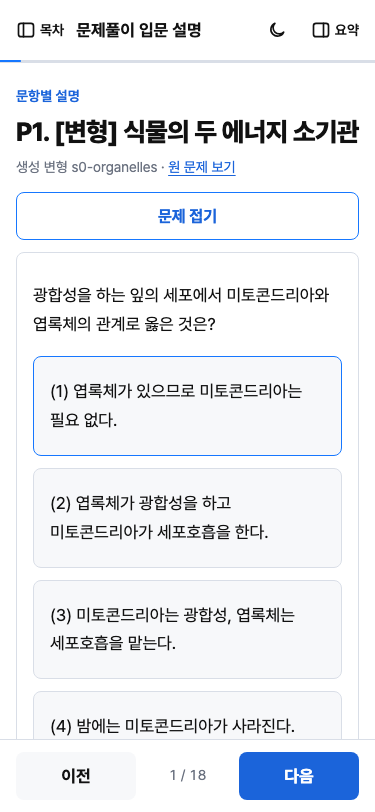 목차 문제풀이 입문 설명 요약
문항별 설명
P1. [변형] 식물의 두 에너지 소기관
생성 변형 s0-organelles · 원 문제 보기
문제 접기
광합성을 하는 잎의 세포에서 미토콘드리아와
엽록체의 관계로 옳은 것은?
(1) 엽록체가 있으므로 미토콘드리아는
필요 없다.
(2) 엽록체가 광합성을 하고
미토콘드리아가 세포호흡을 한다.
(3) 미토콘드리아는 광합성, 엽록체는
세포호흡을 맡는다.
(4) 밤에는 미토콘드리아가 사라진다.
이전 1 / 18 다음